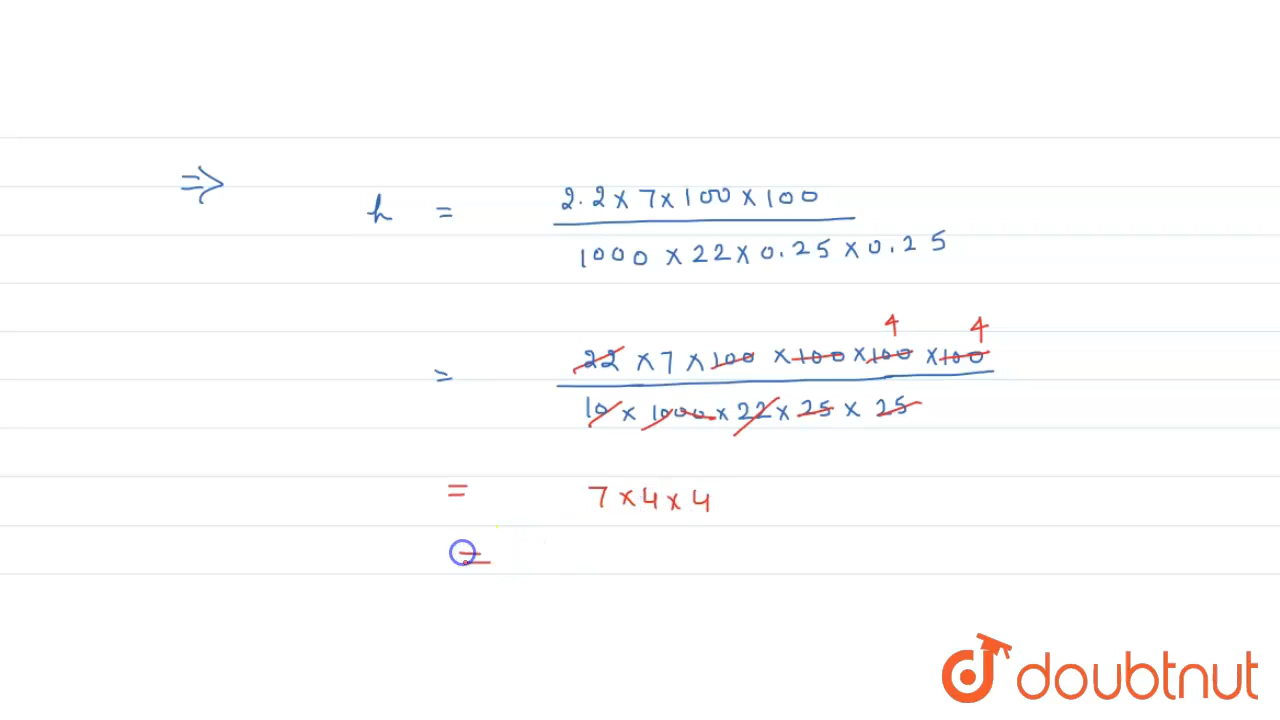 ⇒ h = 2.2 × 7 × 100 × 100
1000 × 22 × 0.25 × 0.25
4 4
= 22 × 7 × 100 × 100 × 100 × 100
10 × 1000 × 22 × 25 × 25
= 7 × 4 × 4
=
doubtnut